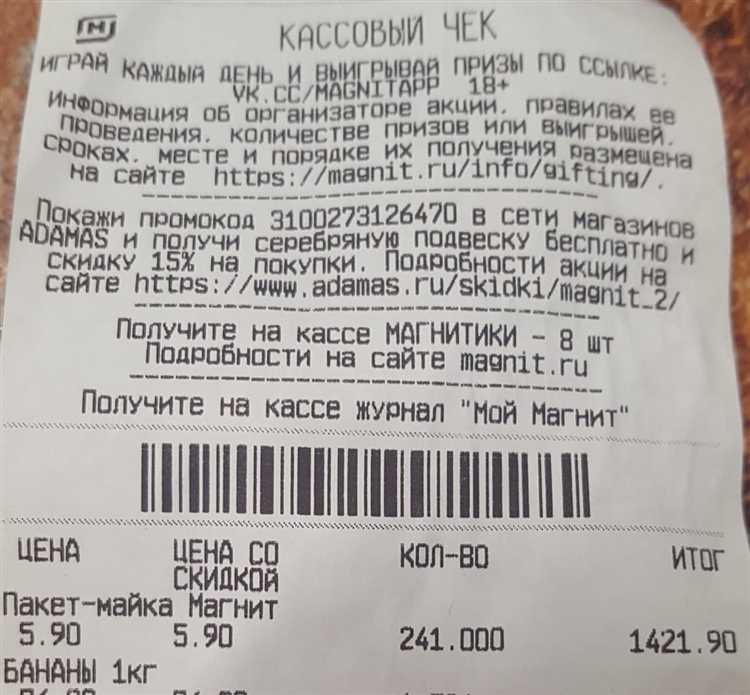 М
КАССОВЫЙ ЧЕК
ИГРАЙ КАЖДЫЙ ДЕНЬ И ВЫИГРЫВАЙ ПРИЗЫ ПО ССЫЛКЕ:
VK.CC/MAGNITAPP 18+
Информация об организаторе акции, правилах ее
проведения, количестве призов или выигрышей,
сроках, месте и порядке их получения размещена
на сайте https://magnit.ru/info/gifting/.
Покажи промокод 3100273126470 в сети магазинов
ADAMAS и получи серебряную подвеску бесплатно и
скидку 15% на покупки. Подробности акции на
сайте https://www.adamas.ru/skidki/magnit_2/
Получите на кассе МАГНИТИКИ - 8 шт
Подробности на сайте magnit.ru
Получите на кассе журнал "Мой Магнит"
ЦЕНА ЦЕНА СО СКИДКОЙ КОЛ-ВО ИТОГ
Пакет-майка Магнит
5.90 5.90 241.000 1421.90
БАНАНЫ 1кг